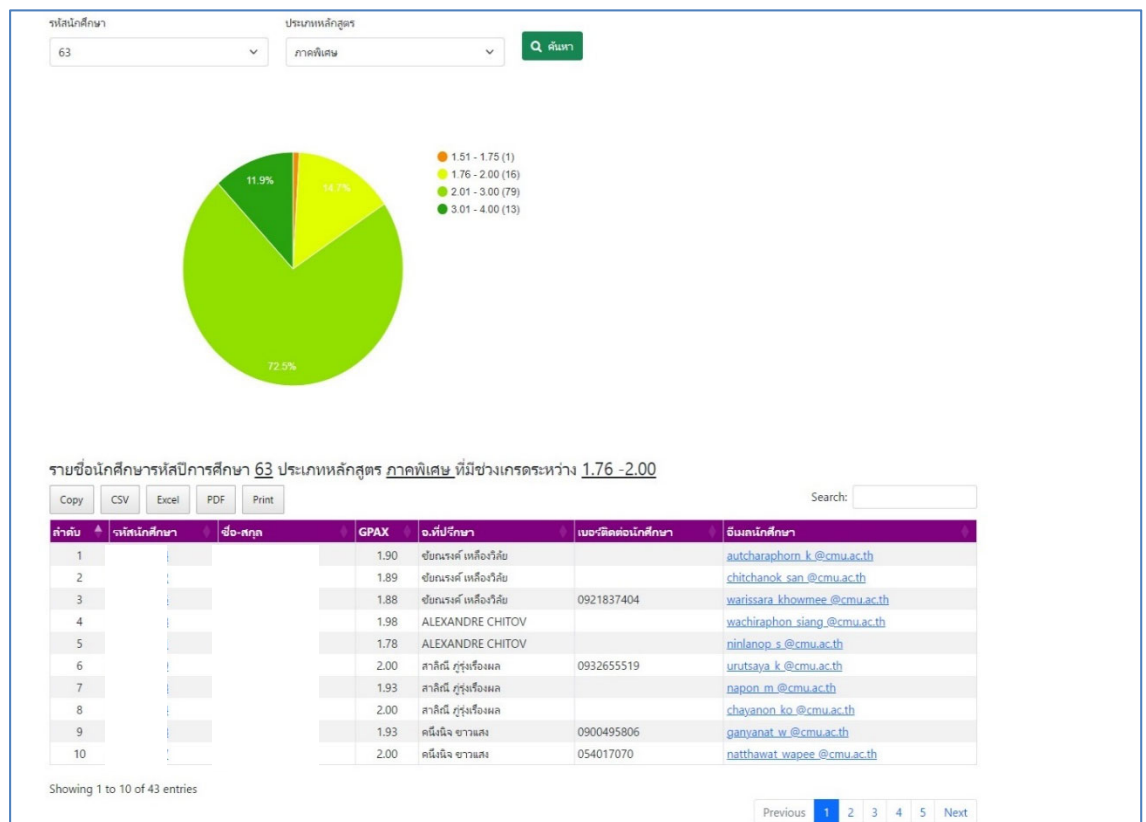 รหัสนักศึกษา ประเภทหลักสูตร
63 ภาคพิเศษ ค้นหา
1.51 - 1.75 (1)
1.76 - 2.00 (16)
2.01 - 3.00 (79)
3.01 - 4.00 (13)
11.9% 14.7%
72.5%
รายชื่อนักศึกษารหัสปีการศึกษา 63 ประเภทหลักสูตร ภาคพิเศษ ที่มีช่วงเกรดระหว่าง 1.76 -2.00
Copy CSV Excel PDF Print Search:
ลำดับ รหัสนักศึกษา ชื่อ-สกุล GPAX อ.ที่ปรึกษา เบอร์ติดต่อนักศึกษา อีเมลนักศึกษา
1 1.90 ชัยณรงค์ เหลืองวิลัย autcharaphorn_k @cmu.ac.th
2 1.89 ชัยณรงค์ เหลืองวิลัย chitchanok_san @cmu.ac.th
3 1.88 ชัยณรงค์ เหลืองวิลัย 0921837404 warissara_khowmee @cmu.ac.th
4 1.98 ALEXANDRE CHITOV wachiraphon_siang @cmu.ac.th
5 1.78 ALEXANDRE CHITOV ninlanop_s @cmu.ac.th
6 2.00 สาลิณี ภู่รุ่งเรืองผล 0932655519 urutsaya_k @cmu.ac.th
7 1.93 สาลิณี ภู่รุ่งเรืองผล napon_m @cmu.ac.th
8 2.00 สาลิณี ภู่รุ่งเรืองผล chayanon_ko @cmu.ac.th
9 1.93 คนึงนิจ ขาวแสง 0900495806 ganyanat_w @cmu.ac.th
10 2.00 คนึงนิจ ขาวแสง 054017070 natthawat_wapee @cmu.ac.th
Showing 1 to 10 of 43 entries
Previous 1 2 3 4 5 Next